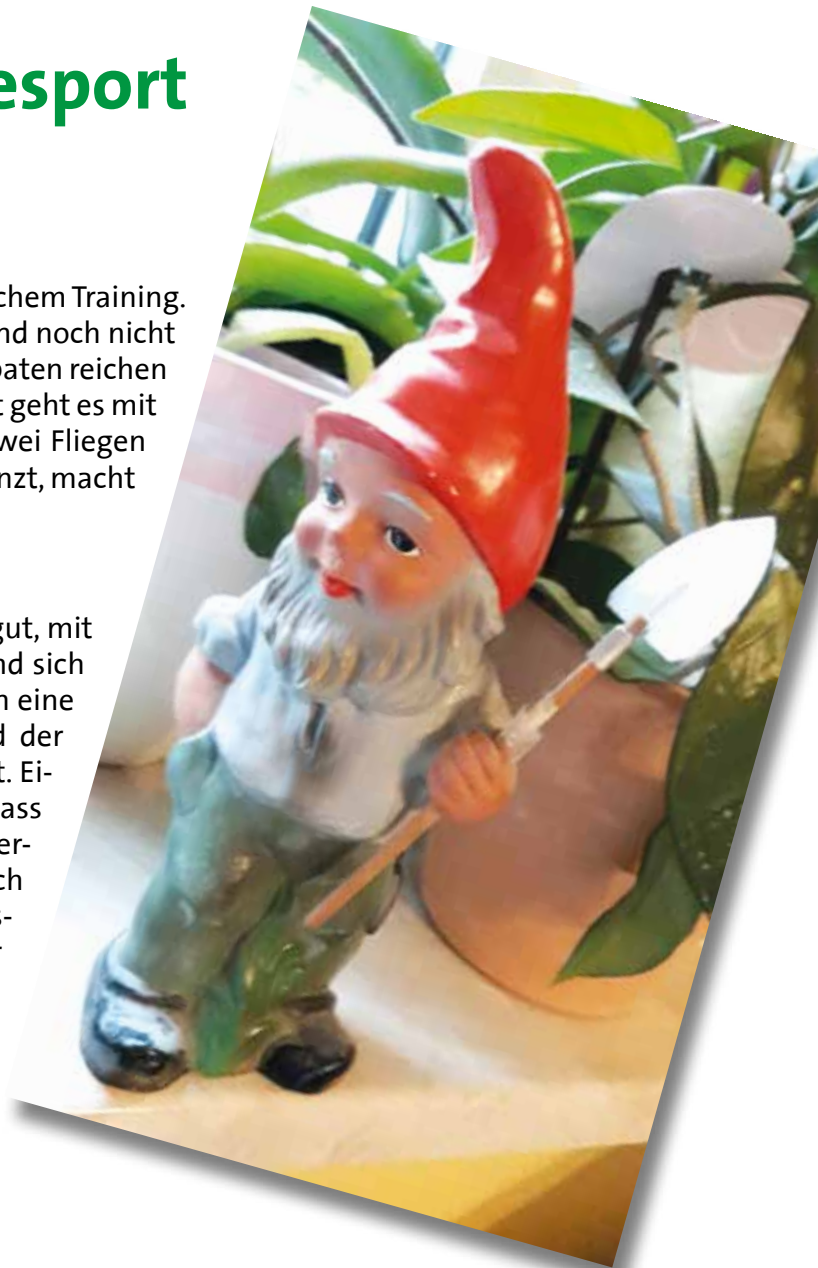 esport
chem Training.
nd noch nicht
paten reichen
t geht es mit
wei Fliegen
nzt, macht
gut, mit
nd sich
n eine
d der
t. Ei-
ass
er-
ch
s-